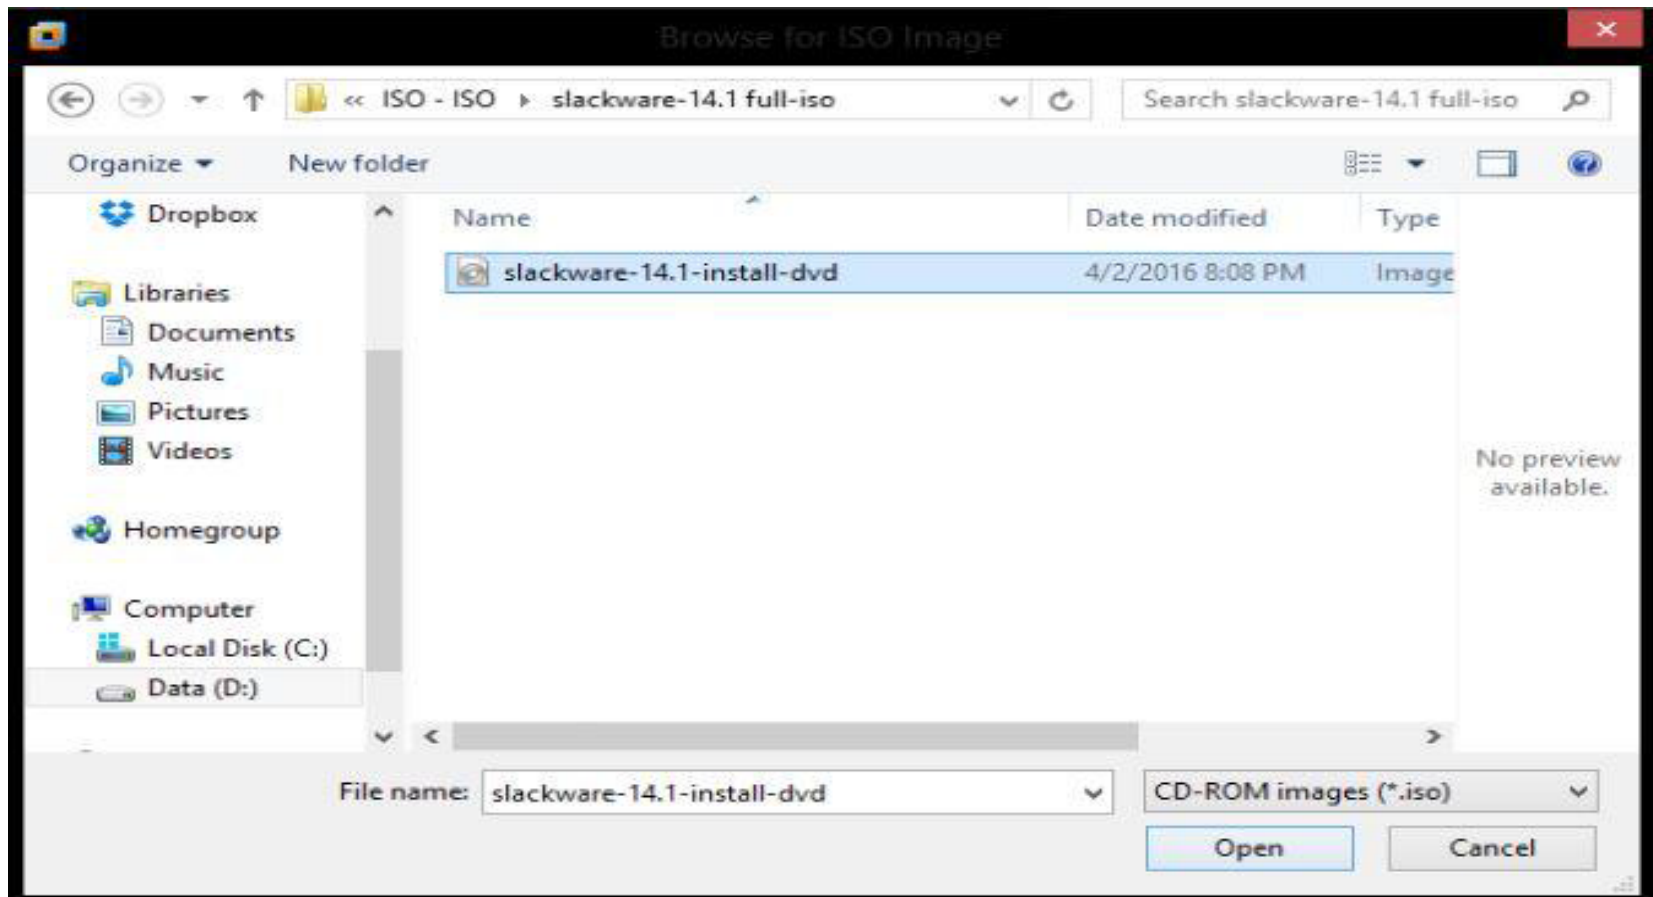 Browse for ISO Image
« ISO - ISO ▸ slackware-14.1 full-iso
Search slackware-14.1 full-iso
Organize
New folder
Dropbox
Libraries
Documents
Music
Pictures
Videos
Homegroup
Computer
Local Disk (C:)
Data (D:)
Name
Date modified
Type
slackware-14.1-install-dvd
4/2/2016 8:08 PM
Image
No preview
available.
File name:
slackware-14.1-install-dvd
CD-ROM images (*.iso)
Open
Cancel